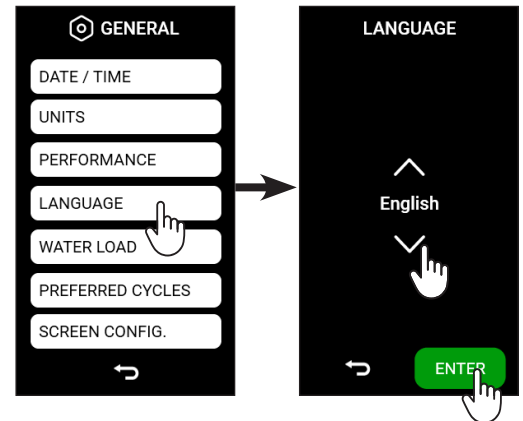 GENERAL
DATE / TIME
UNITS
PERFORMANCE
LANGUAGE
WATER LOAD
PREFERRED CYCLES
SCREEN CONFIG.
LANGUAGE
English
ENTER